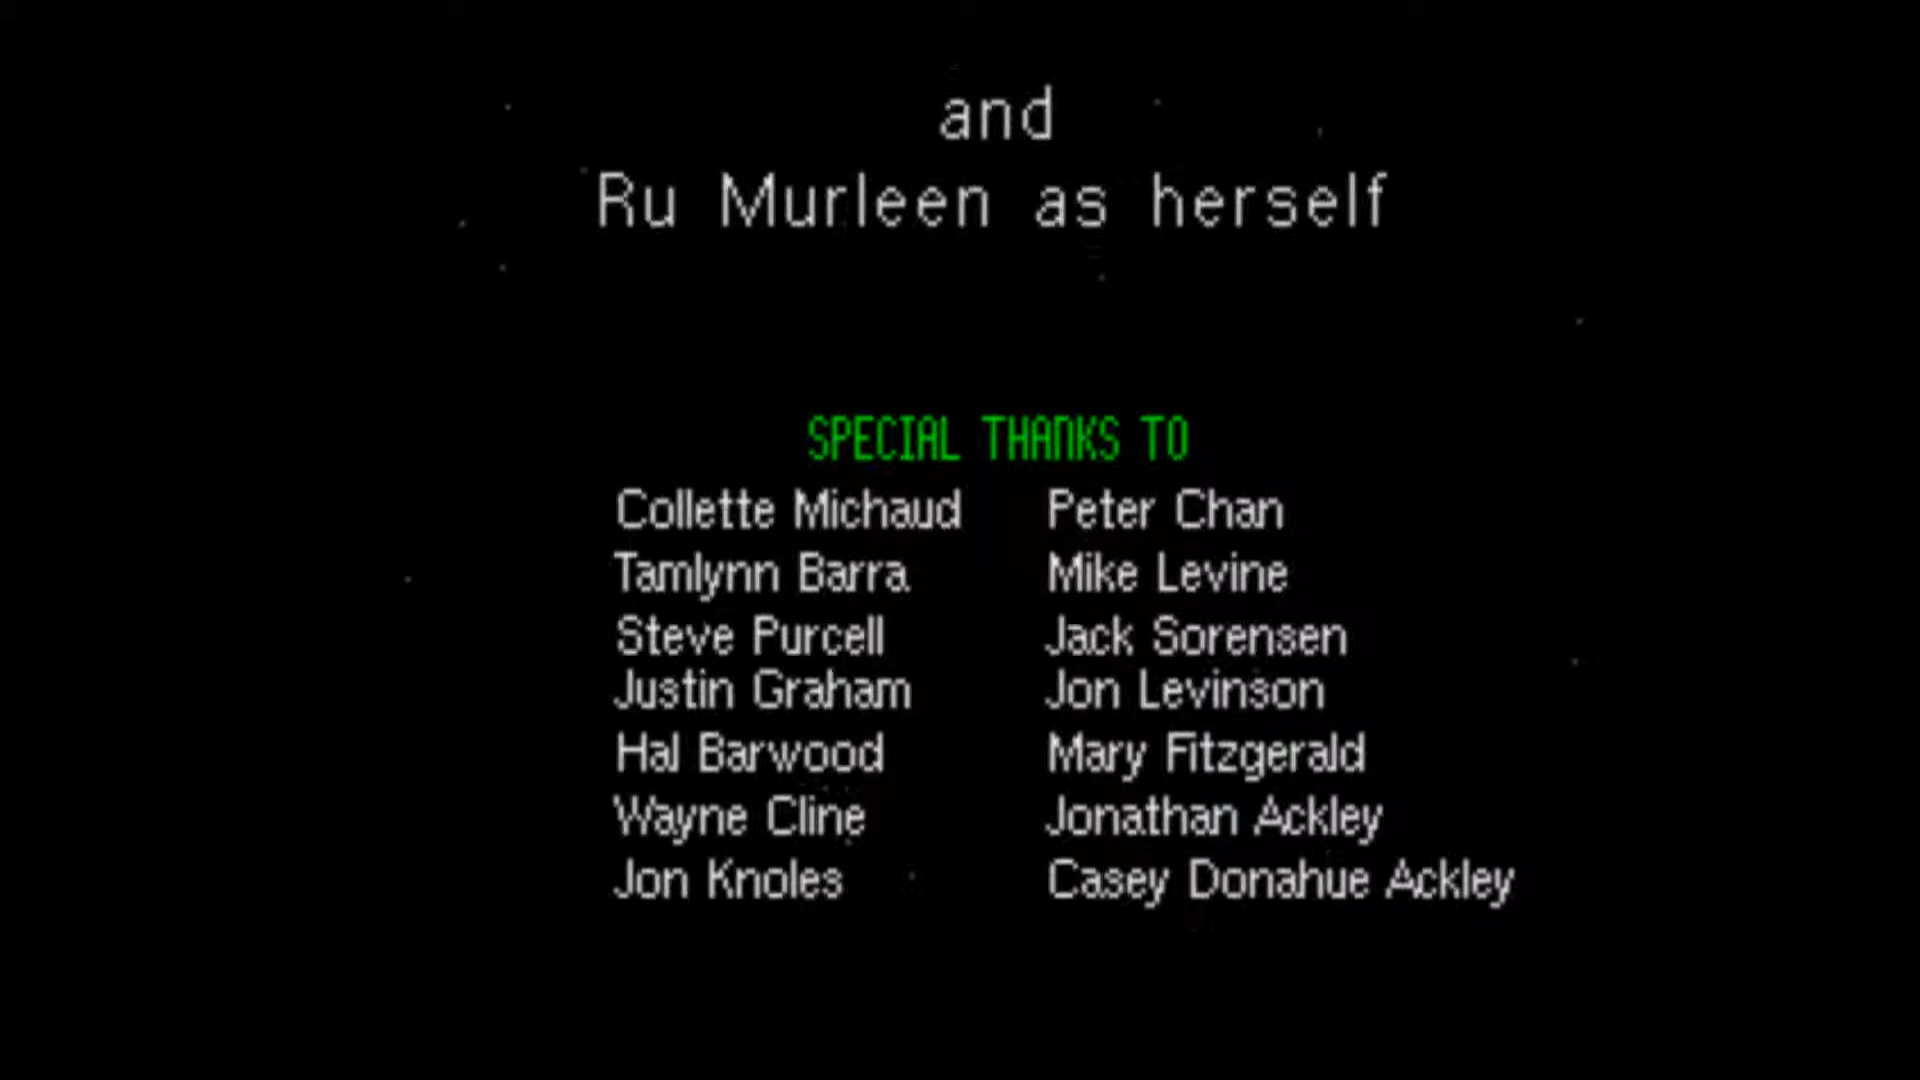 and
Ru Murleen as herself
SPECIAL THANKS TO
Collette Michaud Peter Chan
Tamlynn Barra Mike Levine
Steve Purcell Jack Sorensen
Justin Graham Jon Levinson
Hal Barwood Mary Fitzgerald
Wayne Cline Jonathan Ackley
Jon Knoles Casey Donahue Ackley